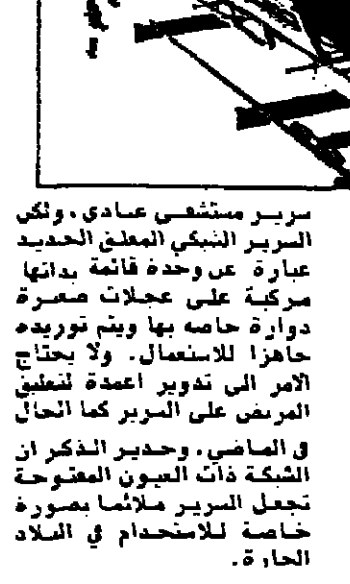 سرير مستشفى عادي، ولكن
السرير الشبكي المعلق الجديد
عبارة عن وحدة قائمة بذاتها
مركبة على عجلات صغيرة
دوارة خاصه بها ويتم توريده
جاهزا للاستعمال. ولا يحتاج
الامر الى تدوير اعمدة لتعليق
المريض على السرير كما الحال
في الماضي. وجدير الذكر ان
الشبكة ذات العيون المفتوحة
تجعل السرير ملائما بصورة
خاصة للاستخدام في البلاد
الحارة.